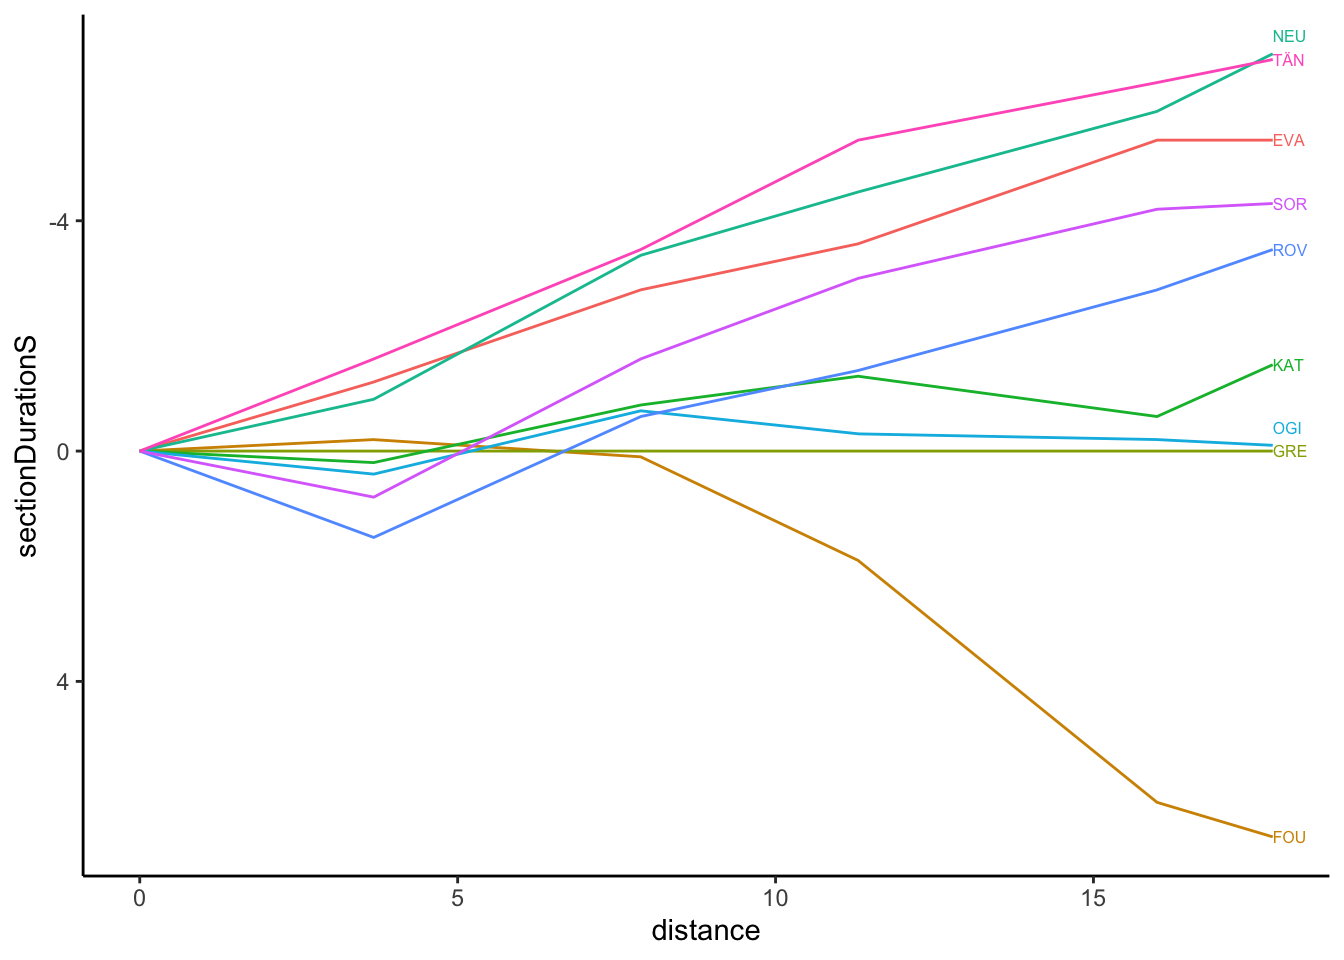 NEU
TÄN
EVA
SOR
-4
ROV
KAT
OGI
0
GRE
4
FOU
0 5 10 15
distance
sectionDurationS